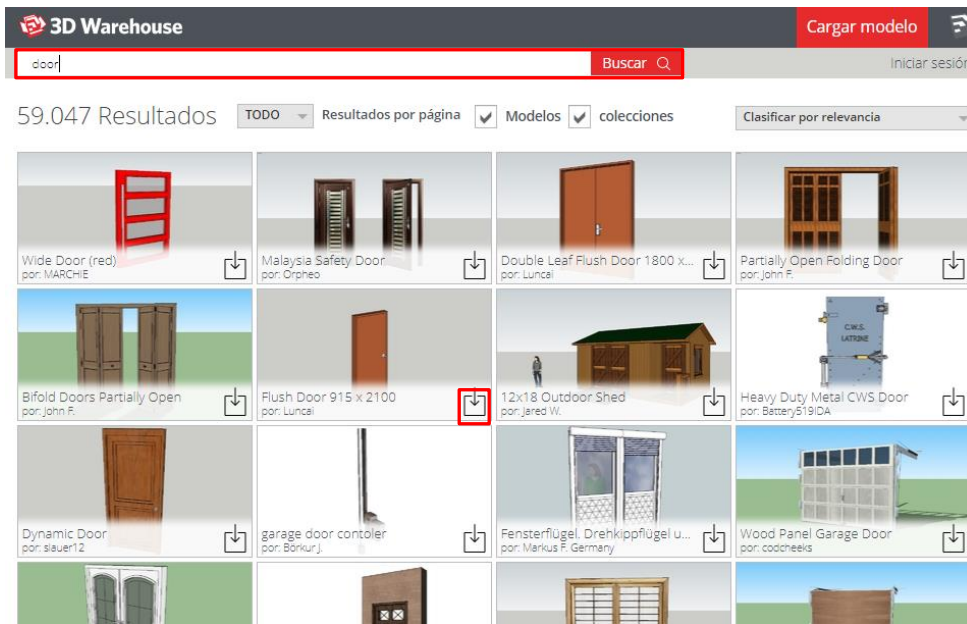 3D Warehouse
Cargar modelo
door
Buscar
Iniciar sesión
59.047 Resultados
TODO
Resultados por página
Modelos
colecciones
Clasificar por relevancia
Wide Door (red)
por: MARCHIE
Malaysia Safety Door
por: Orpheo
Double Leaf Flush Door 1800 x...
por: Luncai
Partially Open Folding Door
por: John F.
C.W.S.
LATRINE
Bifold Doors Partially Open
por: John F.
Flush Door 915 x 2100
por: Luncai
12x18 Outdoor Shed
por: Jared W.
Heavy Duty Metal CWS Door
por: Battery519IDA
Dynamic Door
por: slauer12
garage door contoler
por: Börkur J.
Fensterflügel, Drehkippflügel u...
por: Markus F. Germany
Wood Panel Garage Door
por: codcheeks